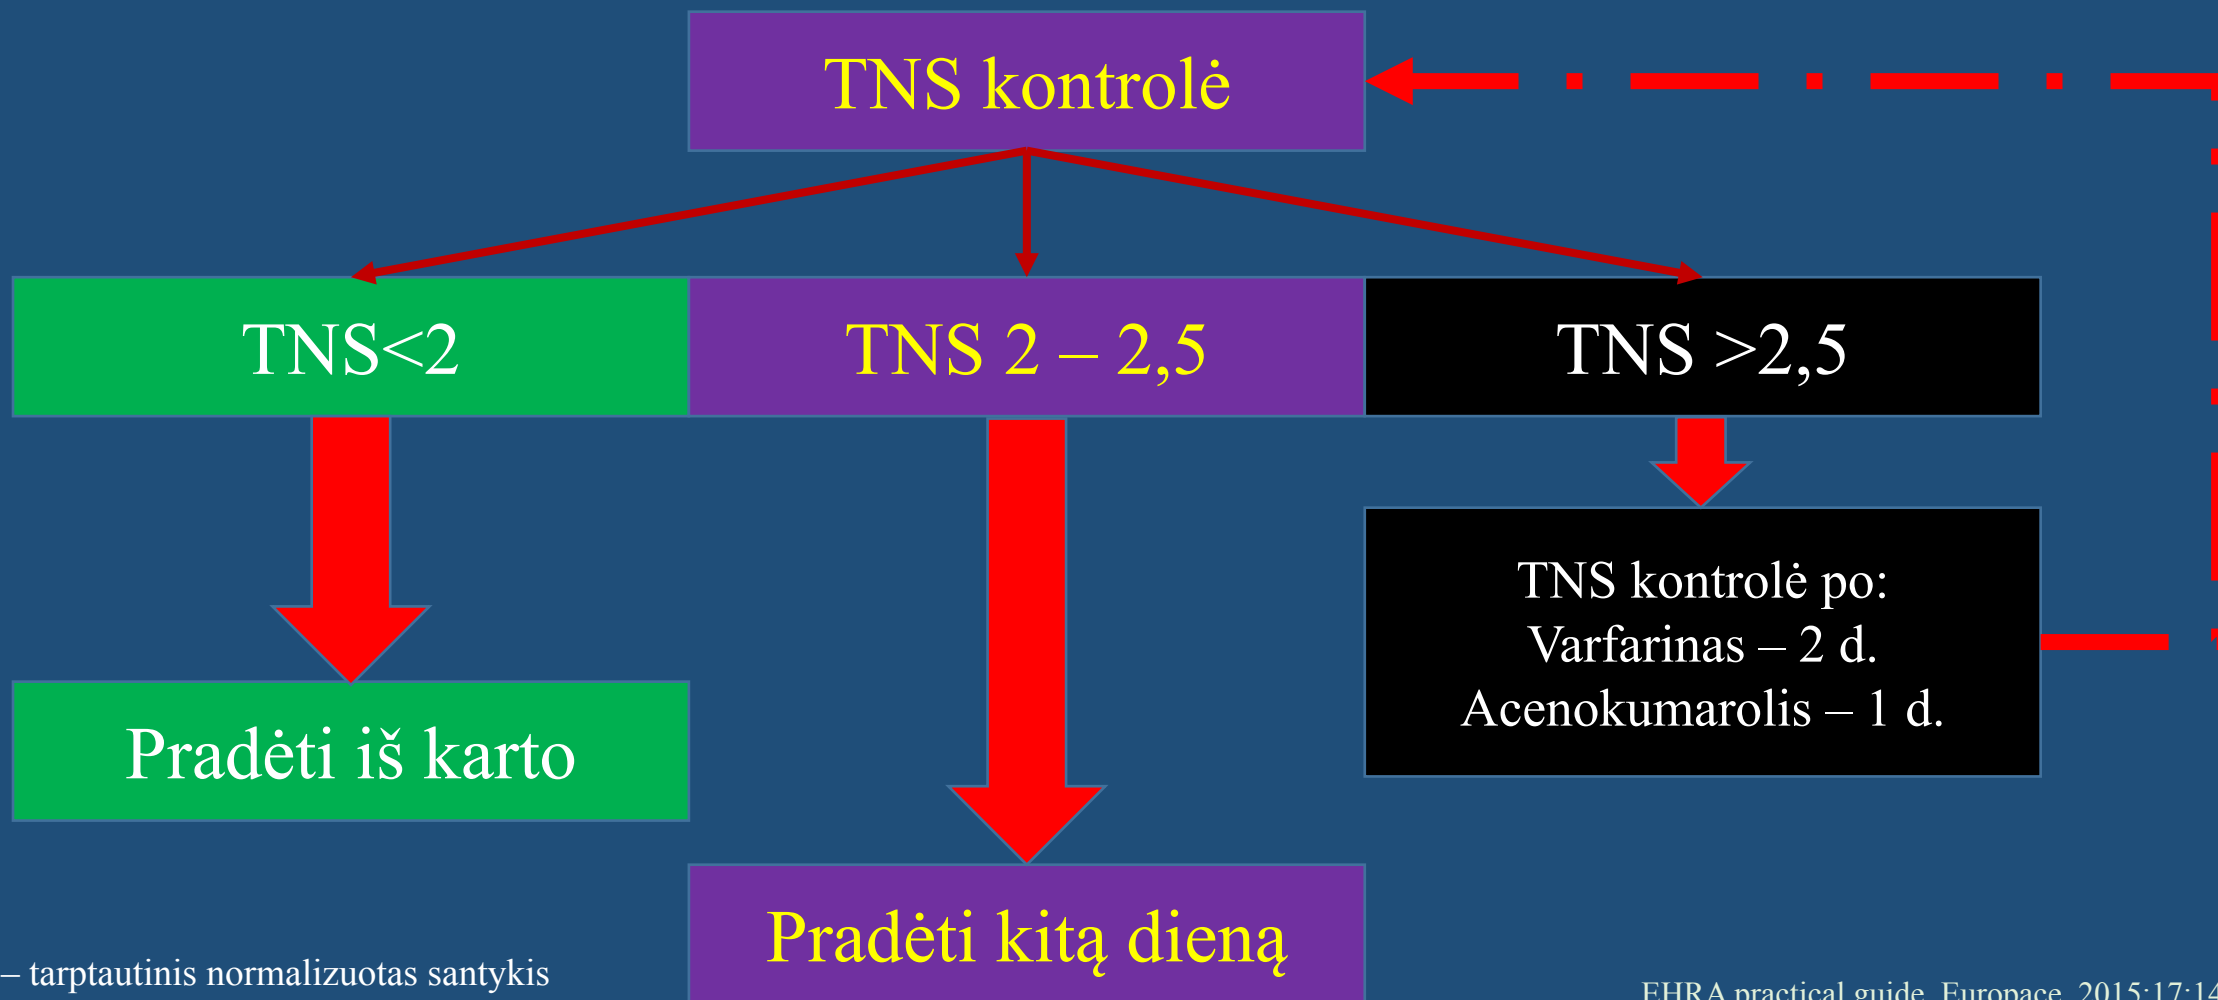 TNS kontrolė
TNS<2
TNS 2 – 2,5
TNS >2,5
TNS kontrolė po:
Varfarinas – 2 d.
Acenokumarolis – 1 d.
Pradėti iš karto
Pradėti kitą dieną
– tarptautinis normalizuotas santykis
EHRA practical guide. Europace. 2015;17:14